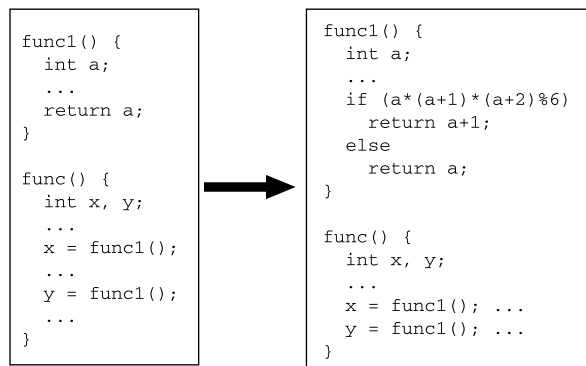 func1() {
  int a;
  ...
  return a;
}

func() {
  int x, y;
  ...
  x = func1();
  ...
  y = func1();
  ...
}

func1() {
  int a;
  ...
  if (a*(a+1)*(a+2)%6)
    return a+1;
  else
    return a;
}

func() {
  int x, y;
  ...
  x = func1(); ...
  y = func1(); ...
}